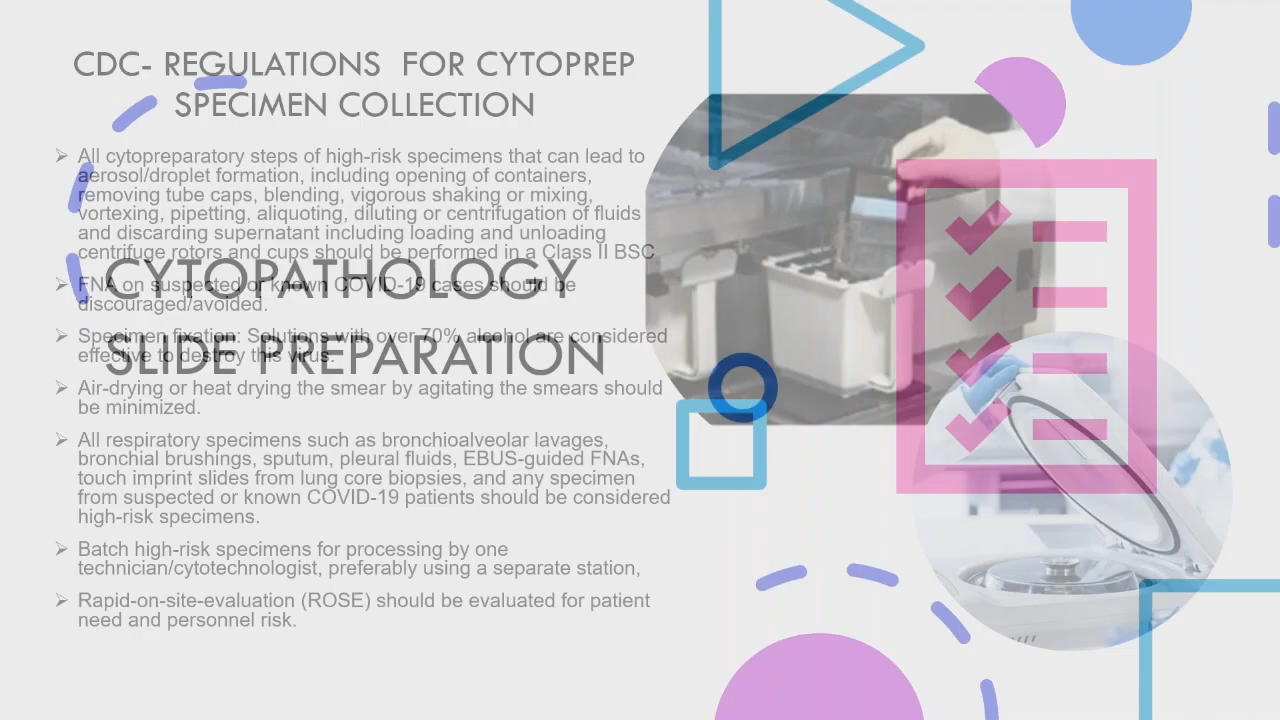 CDC- REGULATIONS FOR CYTOPREP
SPECIMEN COLLECTION
All cytopreparatory steps of high-risk specimens that can lead to
aerosol/droplet formation, including opening of containers,
removing tube caps, blending, vigorous shaking or mixing,
vortexing, pipetting, aliquoting, diluting or centrifugation of fluids
and discarding supernatant including loading and unloading
centrifuge rotors and cups should be performed in a Class II BSC
CYTOPATHOLOGY
FNA on suspected or known COVID-19 cases should be
discouraged/avoided.
Specimen fixation: Solutions with over 70% alcohol are considered
effective to destroy this virus.
SLIDE PREPARATION
Air-drying or heat drying the smear by agitating the smears should
be minimized.
All respiratory specimens such as bronchioalveolar lavages,
bronchial brushings, sputum, pleural fluids, EBUS-guided FNAs,
touch imprint slides from lung core biopsies, and any specimen
from suspected or known COVID-19 patients should be considered
high-risk specimens.
Batch high-risk specimens for processing by one
technician/cytotechnologist, preferably using a separate station,
Rapid-on-site-evaluation (ROSE) should be evaluated for patient
need and personnel risk.